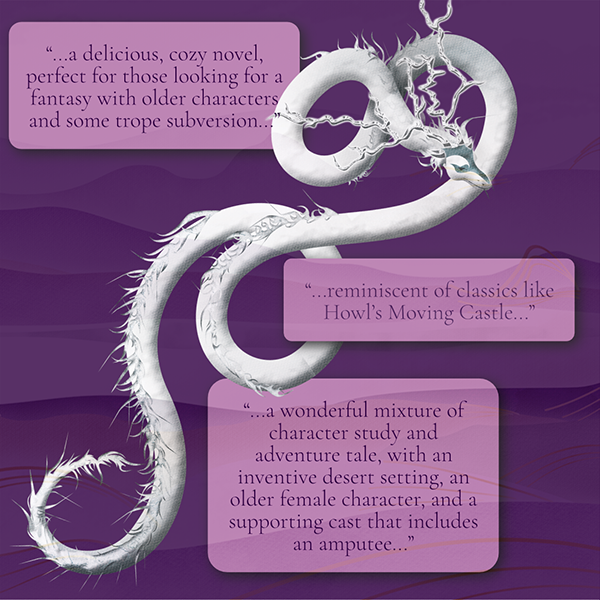 “...a delicious, cozy novel,
perfect for those looking for a
fantasy with older characters
and some trope subversion...”
“...reminiscent of classics like
Howl’s Moving Castle...”
“...a wonderful mixture of
character study and
adventure tale, with an
inventive desert setting, an
older female character, and a
supporting cast that includes
an amputee...”